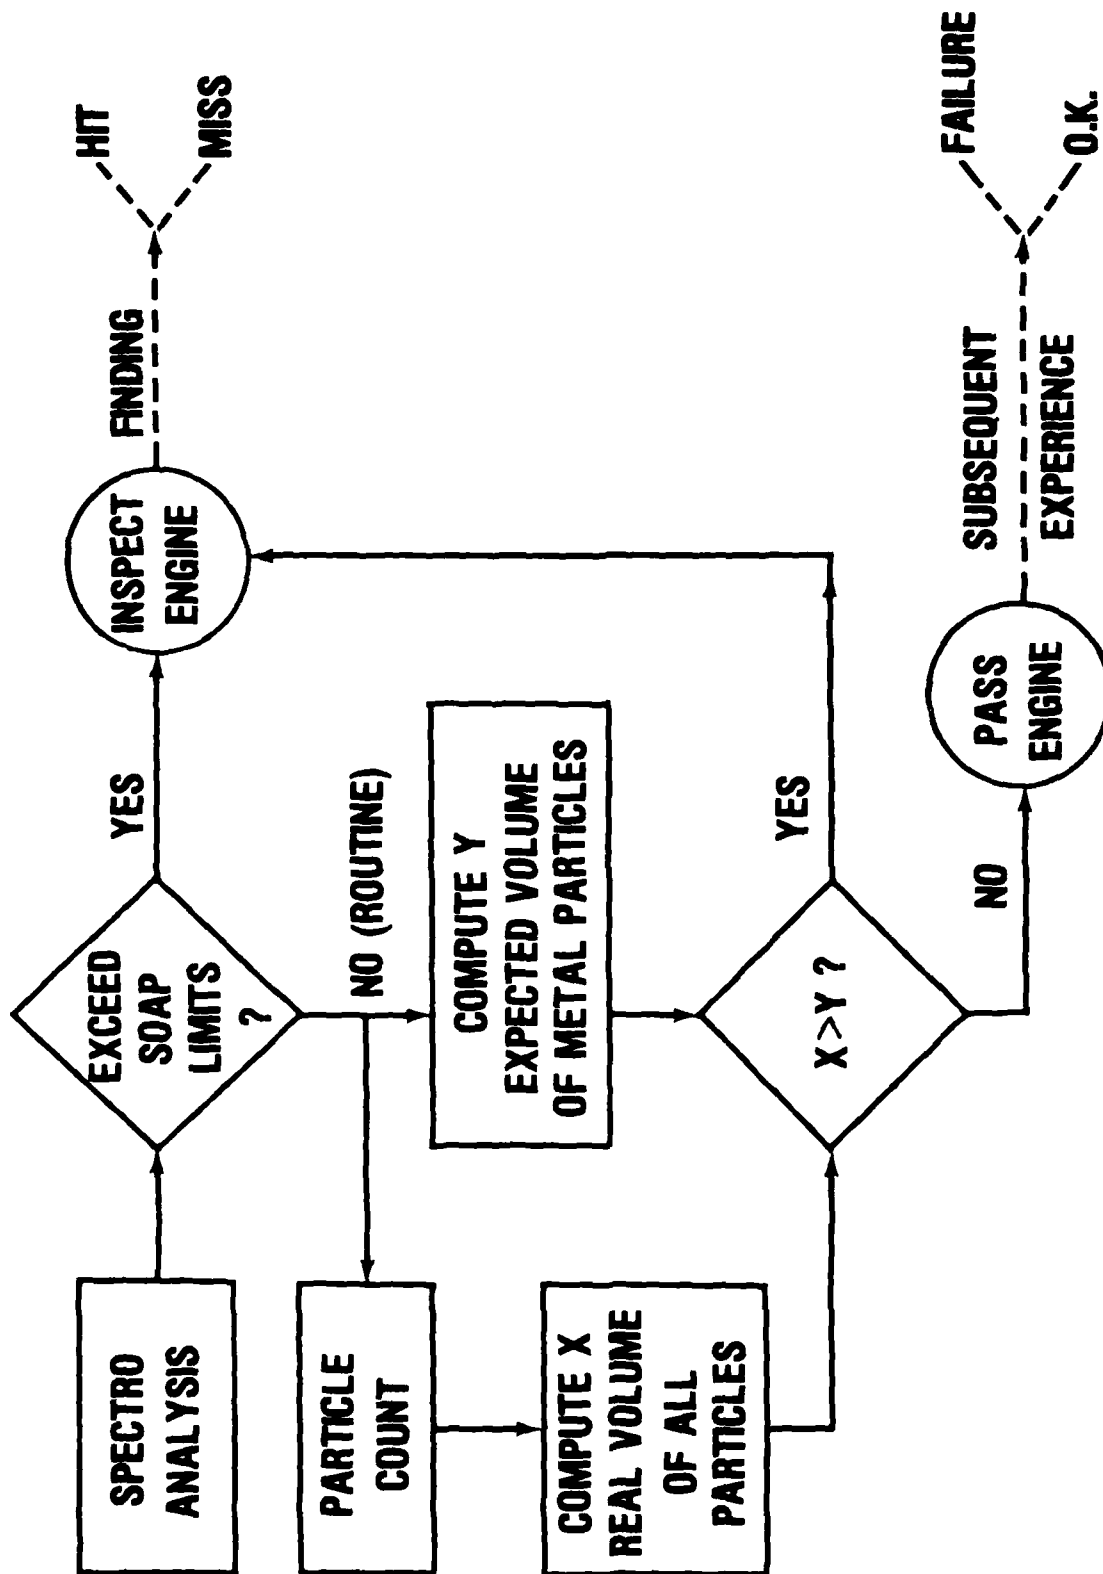 SPECTRO
ANALYSIS
EXCEED
SOAP
LIMITS
?
YES
INSPECT
ENGINE
FINDING
HIT
MISS
NO (ROUTINE)
PARTICLE
COUNT
COMPUTE Y
EXPECTED VOLUME
OF METAL PARTICLES
COMPUTE X
REAL VOLUME
OF ALL
PARTICLES
X>Y ?
YES
NO
PASS
ENGINE
SUBSEQUENT
EXPERIENCE
FAILURE
O.K.